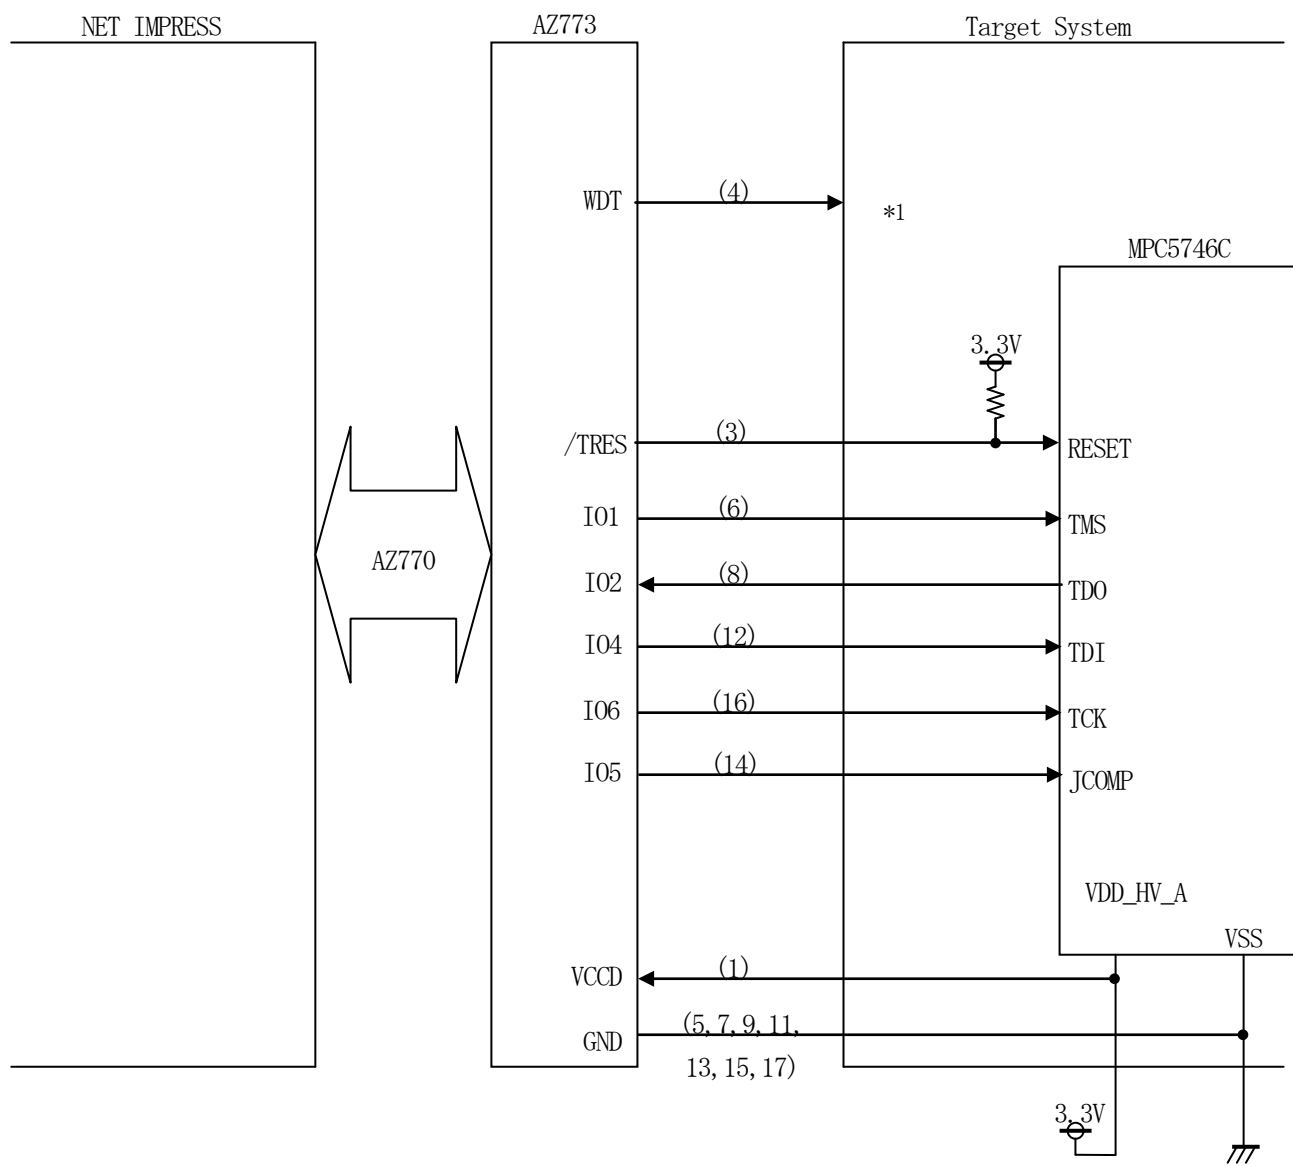 NET IMPRESS
AZ773
Target System
WDT
(4)
*1
MPC5746C
3.3V
/TRES
(3)
RESET
IO1
(6)
TMS
AZ770
IO2
(8)
TDO
IO4
(12)
TDI
IO6
(16)
TCK
IO5
(14)
JCOMP
VDD_HV_A
VSS
VCCD
(1)
GND
(5,7,9,11,
13,15,17)
3.3V